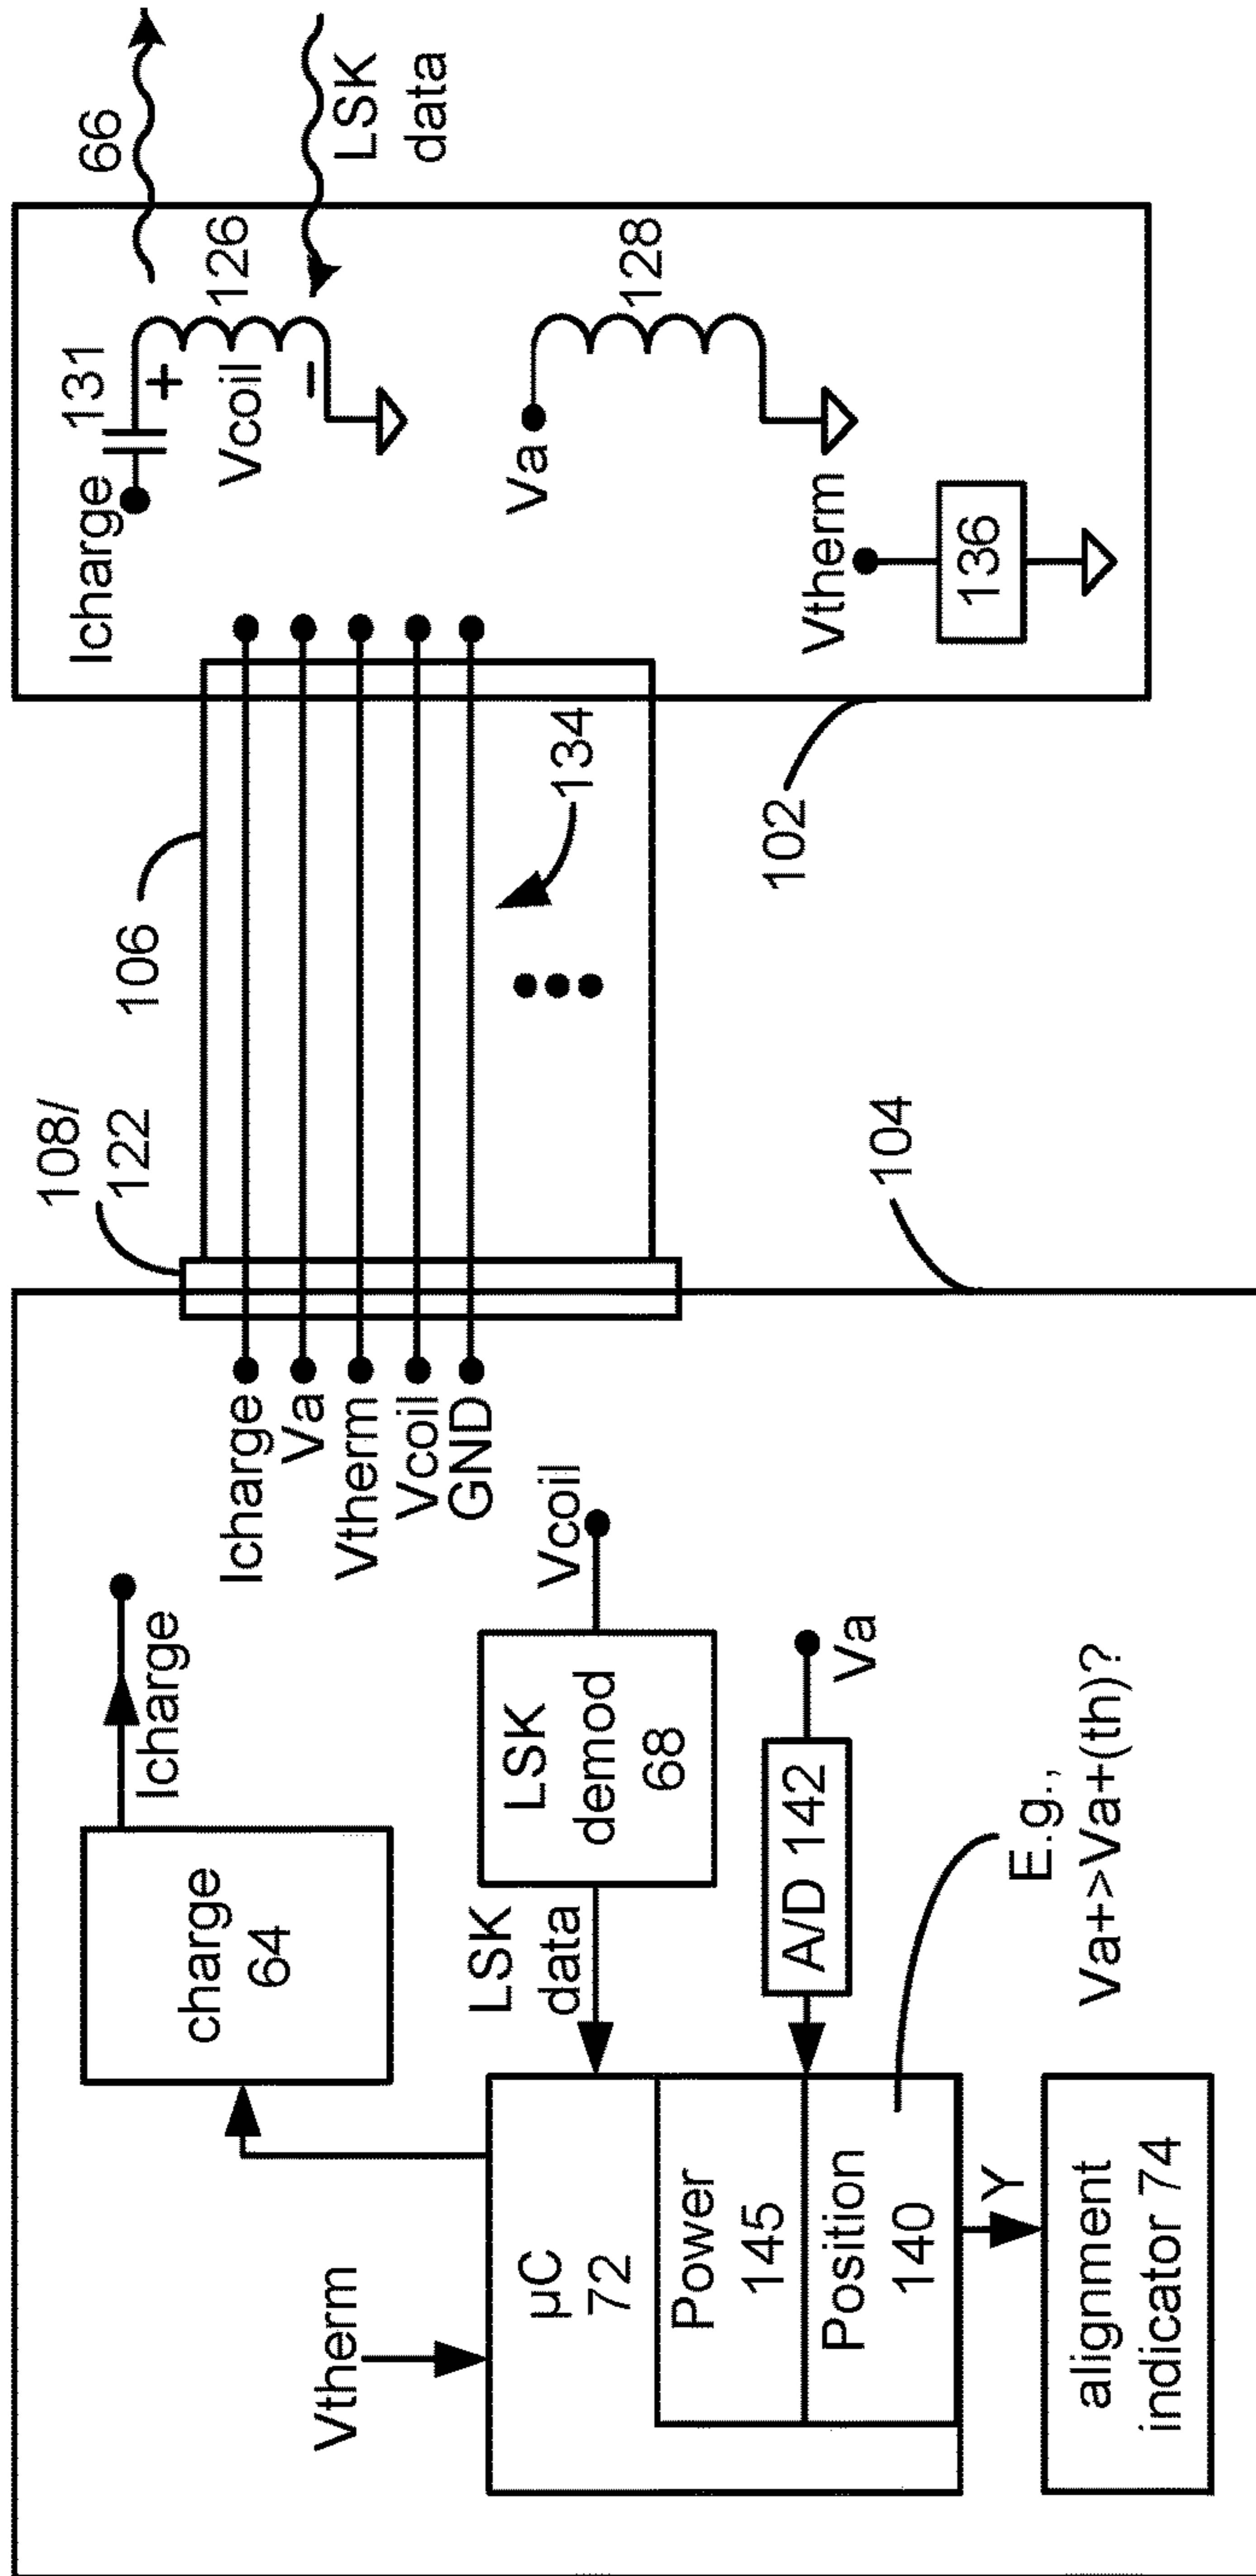 Vtherm
µC
72
Power
145
Position
140
Y
alignment
indicator 74
charge
64
Icharge
LSK
data
LSK
demod
68
Vcoil
A/D 142
Va
E.g.,
Va+>Va+(th)?
Icharge
Va
Vtherm
Vcoil
GND
108/
122
104
106
134
102
Icharge
131
+
Vcoil
–
126
66
LSK
data
Va
128
Vtherm
136